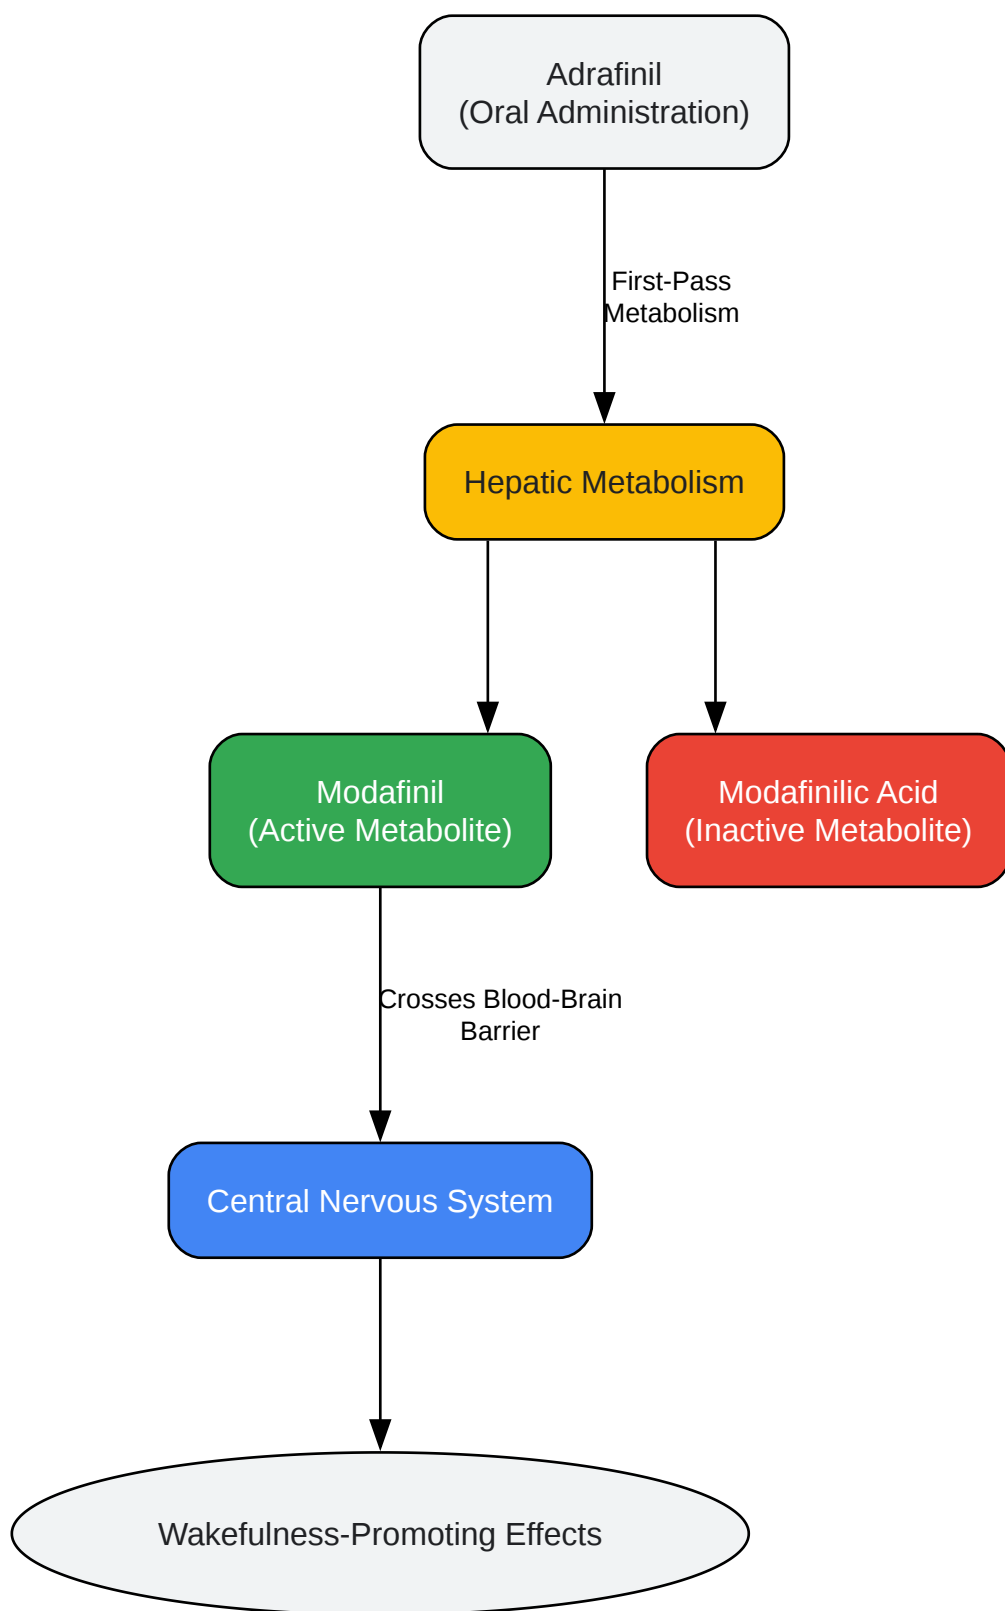 Adrafinil
(Oral Administration)
First-Pass
Metabolism
Hepatic Metabolism
Modafinil
(Active Metabolite)
Modafinilic Acid
(Inactive Metabolite)
Crosses Blood-Brain
Barrier
Central Nervous System
Wakefulness-Promoting Effects